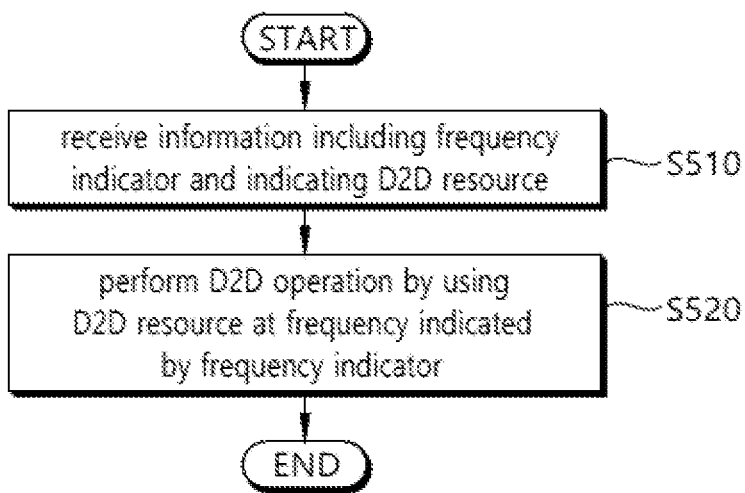 START
receive information including frequency
indicator and indicating D2D resource
S510
perform D2D operation by using
D2D resource at frequency indicated
by frequency indicator
S520
END